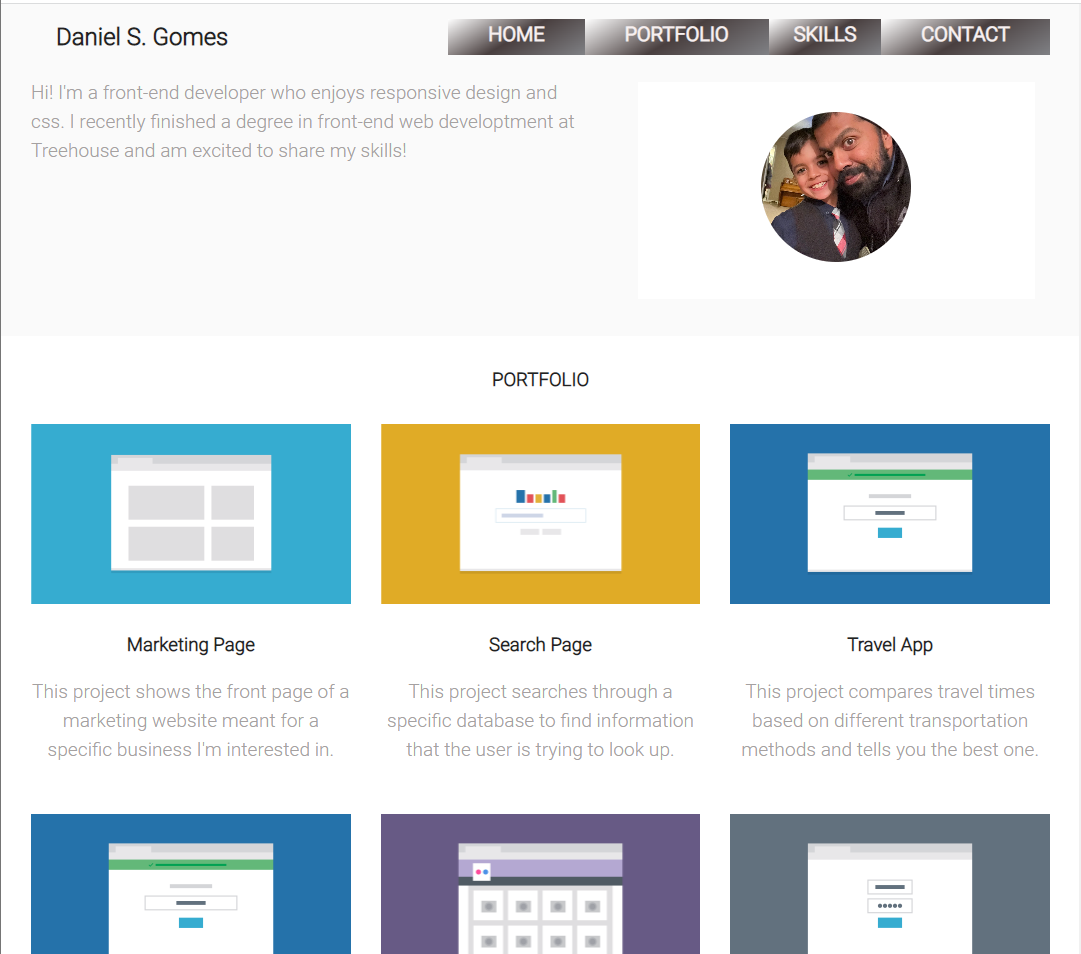 Daniel S. Gomes
HOME
PORTFOLIO
SKILLS
CONTACT
Hi! I'm a front-end developer who enjoys responsive design and
css. I recently finished a degree in front-end web developtment at
Treehouse and am excited to share my skills!
PORTFOLIO
Marketing Page
This project shows the front page of a
marketing website meant for a
specific business I'm interested in.
Search Page
This project searches through a
specific database to find information
that the user is trying to look up.
Travel App
This project compares travel times
based on different transportation
methods and tells you the best one.